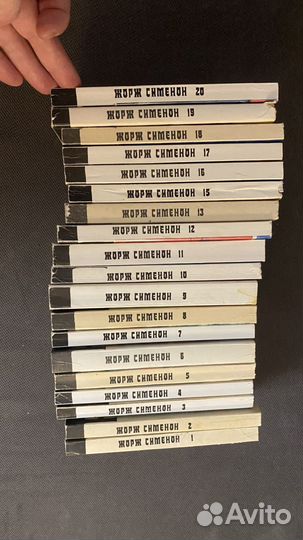 ЖОРЖ СИМЕНОН 20
ЖОРЖ СИМЕНОН 19
ЖОРЖ СИМЕНОН 18
ЖОРЖ СИМЕНОН 17
ЖОРЖ СИМЕНОН 16
ЖОРЖ СИМЕНОН 15
ЖОРЖ СИМЕНОН 13
ЖОРЖ СИМЕНОН 12
ЖОРЖ СИМЕНОН 11
ЖОРЖ СИМЕНОН 10
ЖОРЖ СИМЕНОН 9
ЖОРЖ СИМЕНОН 8
ЖОРЖ СИМЕНОН 7
ЖОРЖ СИМЕНОН 6
ЖОРЖ СИМЕНОН 5
ЖОРЖ СИМЕНОН 4
ЖОРЖ СИМЕНОН 3
ЖОРЖ СИМЕНОН 2
ЖОРЖ СИМЕНОН 1
Avito